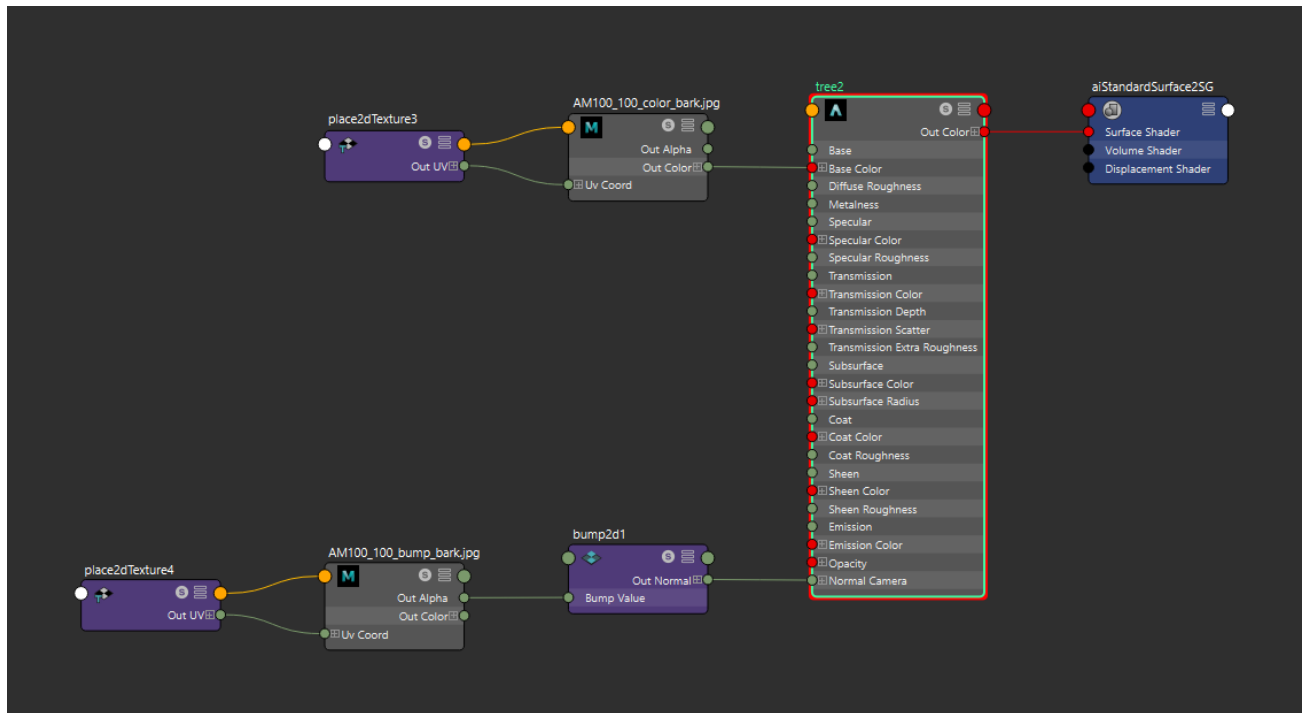 place2dTexture3
Out UV
AM100_100_color_bark.jpg
Out Alpha
Out Color
Uv Coord
tree2
Out Color
Base
Base Color
Diffuse Roughness
Metalness
Specular
Specular Color
Specular Roughness
Transmission
Transmission Color
Transmission Depth
Transmission Scatter
Transmission Extra Roughness
Subsurface
Subsurface Color
Subsurface Radius
Coat
Coat Color
Coat Roughness
Sheen
Sheen Color
Sheen Roughness
Emission
Emission Color
Opacity
Normal Camera
aiStandardSurface2SG
Surface Shader
Volume Shader
Displacement Shader
place2dTexture4
Out UV
AM100_100_bump_bark.jpg
Out Alpha
Out Color
Uv Coord
bump2d1
Out Normal
Bump Value